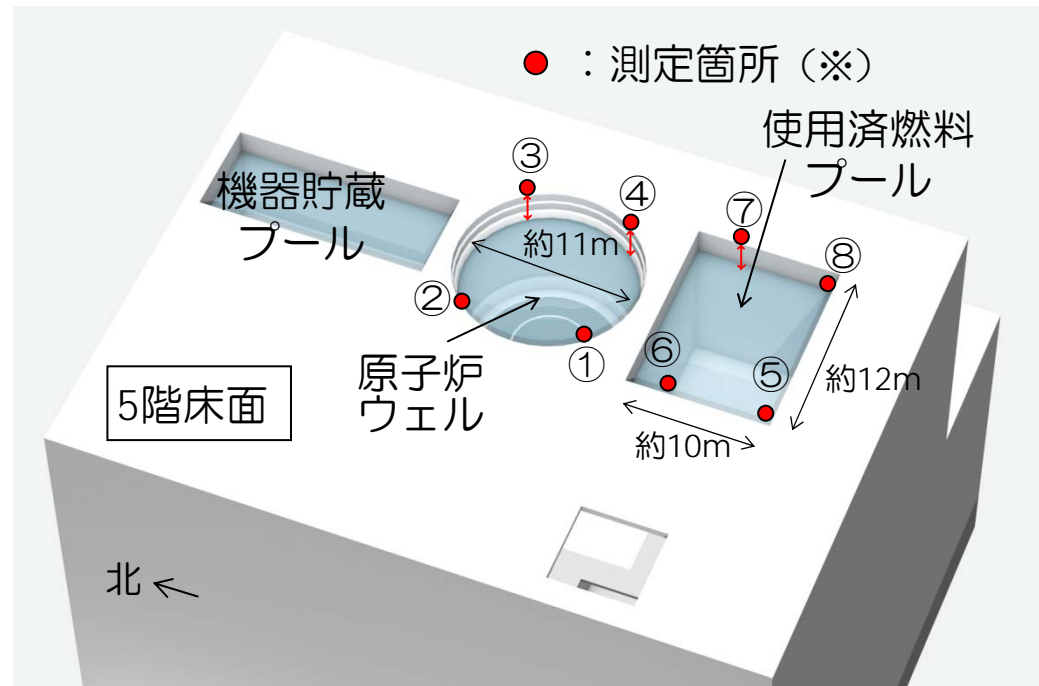 ●：測定箇所（※）
使用済燃料
プール
機器貯蔵
プール
③
④
⑦
⑧
約11m
②
①
原子炉
ウェル
⑥
⑤
約12m
約10m
5階床面
北